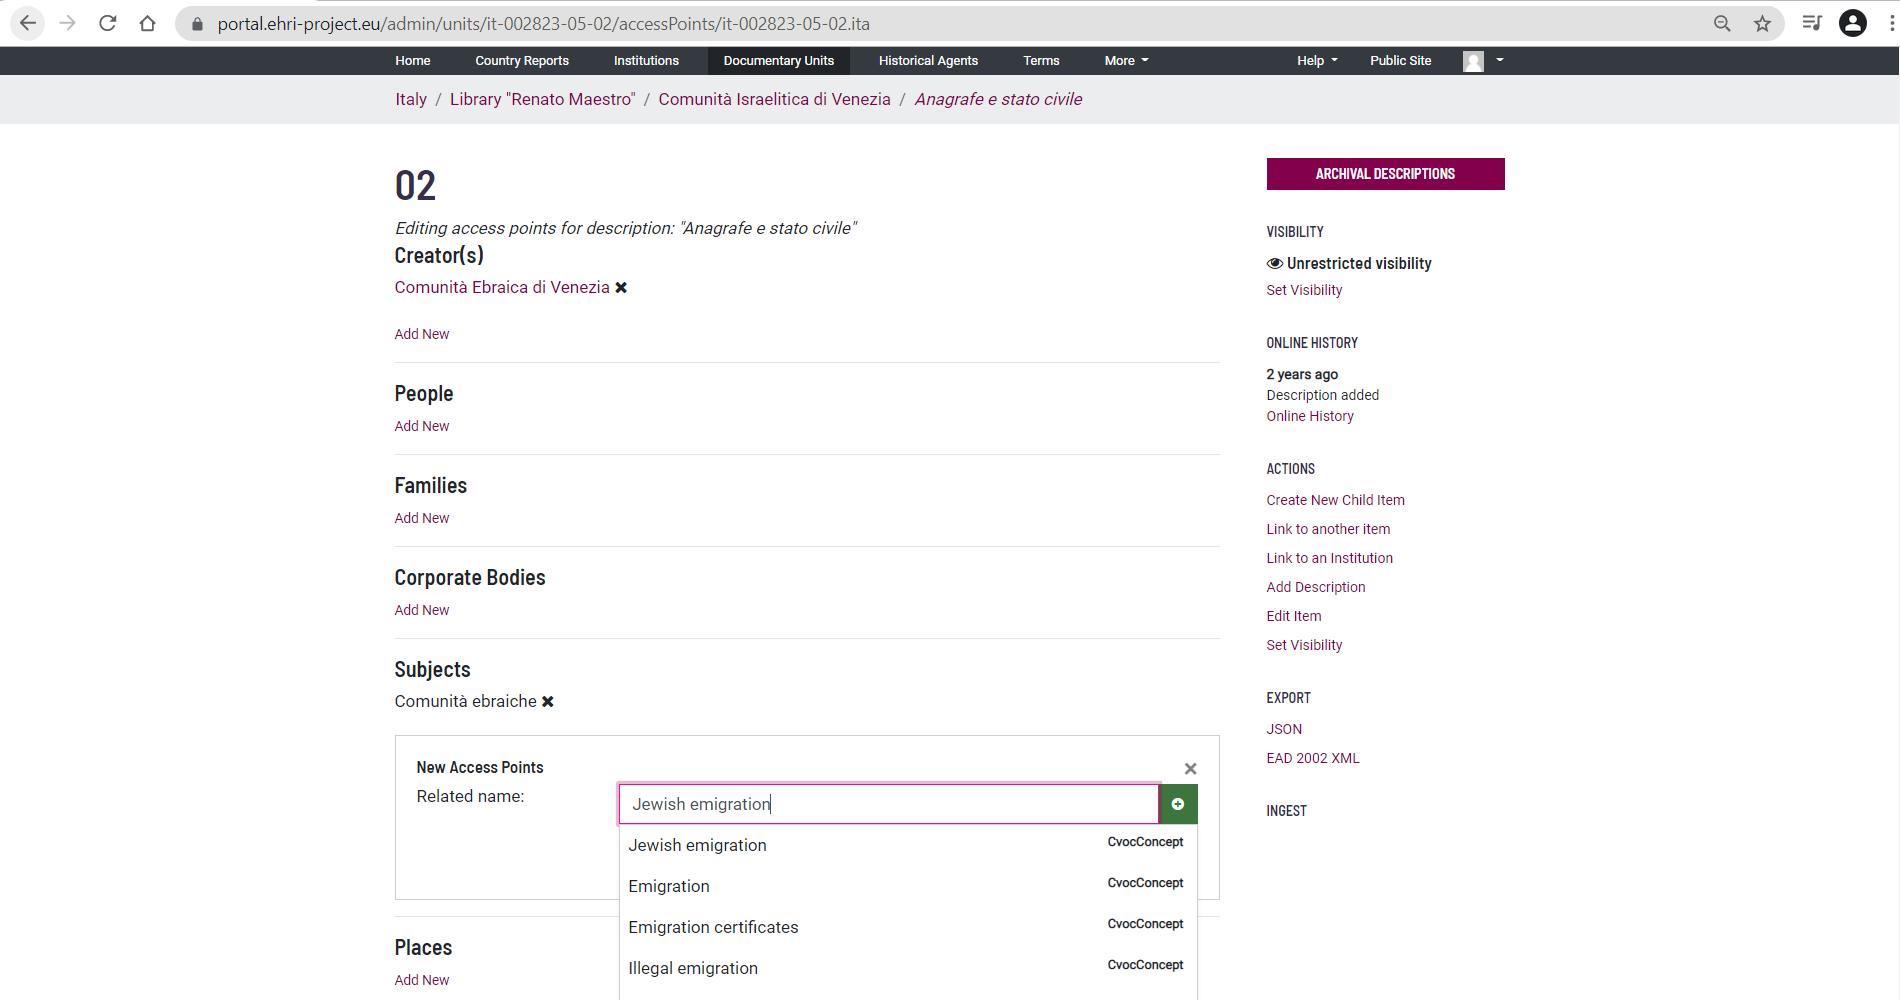 portal.ehri-project.eu/admin/units/it-002823-05-02/accessPoints/it-002823-05-02.ita
Home Country Reports Institutions Documentary Units Historical Agents Terms More Help Public Site
Italy / Library "Renato Maestro" / Comunità Israelitica di Venezia / Anagrafe e stato civile
02
Editing access points for description: "Anagrafe e stato civile"
Creator(s)
Comunità Ebraica di Venezia
Add New
People
Add New
Families
Add New
Corporate Bodies
Add New
Subjects
Comunità ebraiche
New Access Points
Related name:
Jewish emigration
Jewish emigration CvocConcept
Emigration CvocConcept
Emigration certificates CvocConcept
Illegal emigration CvocConcept
Places
Add New
ARCHIVAL DESCRIPTIONS
VISIBILITY
Unrestricted visibility
Set Visibility
ONLINE HISTORY
2 years ago
Description added
Online History
ACTIONS
Create New Child Item
Link to another item
Link to an Institution
Add Description
Edit Item
Set Visibility
EXPORT
JSON
EAD 2002 XML
INGEST